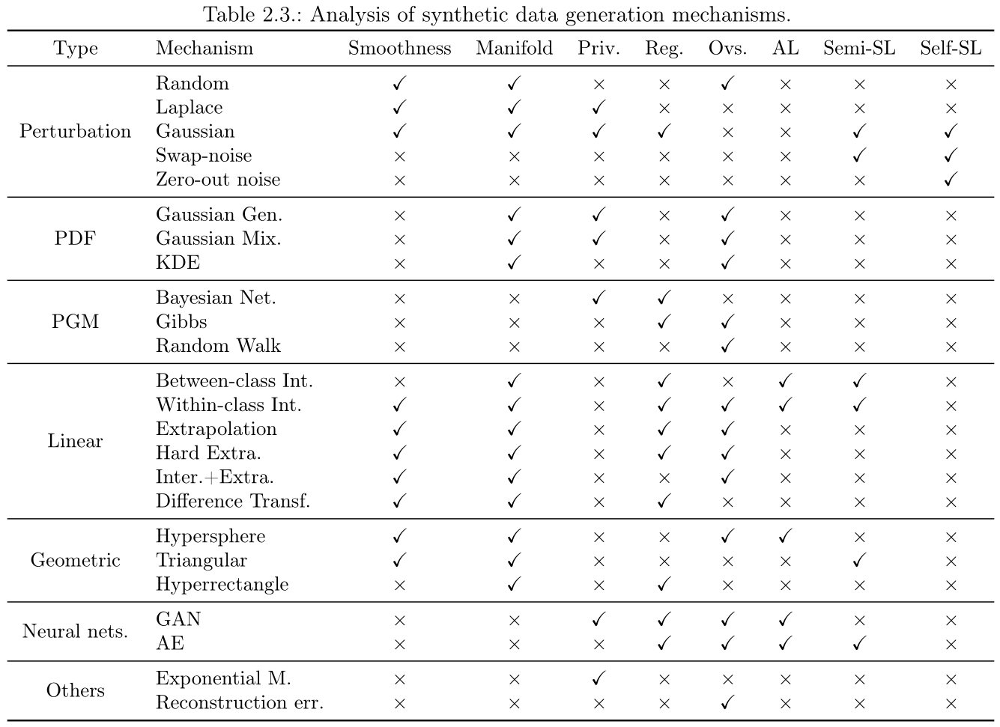 Table 2.3.: Analysis of synthetic data generation mechanisms.
Type Mechanism Smoothness Manifold Priv. Reg. Ovs. AL Semi-SL Self-SL
Random ✓ ✓ × × ✓ × × ×
Laplace ✓ ✓ ✓ × × × × ×
Perturbation Gaussian ✓ ✓ ✓ ✓ × × ✓ ✓
Swap-noise × × × × × × ✓ ✓
Zero-out noise × × × × × × × ✓
Gaussian Gen. × ✓ ✓ × ✓ × × ×
PDF Gaussian Mix. × ✓ ✓ × ✓ × × ×
KDE × ✓ × × ✓ × × ×
Bayesian Net. × × ✓ ✓ × × × ×
PGM Gibbs × × × ✓ ✓ × × ×
Random Walk × × × × ✓ × × ×
Between-class Int. × ✓ × ✓ × ✓ ✓ ×
Within-class Int. ✓ ✓ × ✓ ✓ ✓ ✓ ×
Extrapolation ✓ ✓ × ✓ ✓ × × ×
Linear
Hard Extra. ✓ ✓ × ✓ ✓ × × ×
Inter.+Extra. ✓ ✓ × × ✓ × × ×
Difference Transf. ✓ ✓ × ✓ × × × ×
Hypersphere ✓ ✓ × × ✓ ✓ × ×
Geometric Triangular ✓ ✓ × × × × ✓ ×
Hyperrectangle × ✓ × ✓ × × × ×
GAN × × ✓ ✓ ✓ ✓ × ×
Neural nets.
AE × × × ✓ ✓ ✓ ✓ ×
Exponential M. × × ✓ × × × × ×
Others
Reconstruction err. × × × × ✓ × × ×